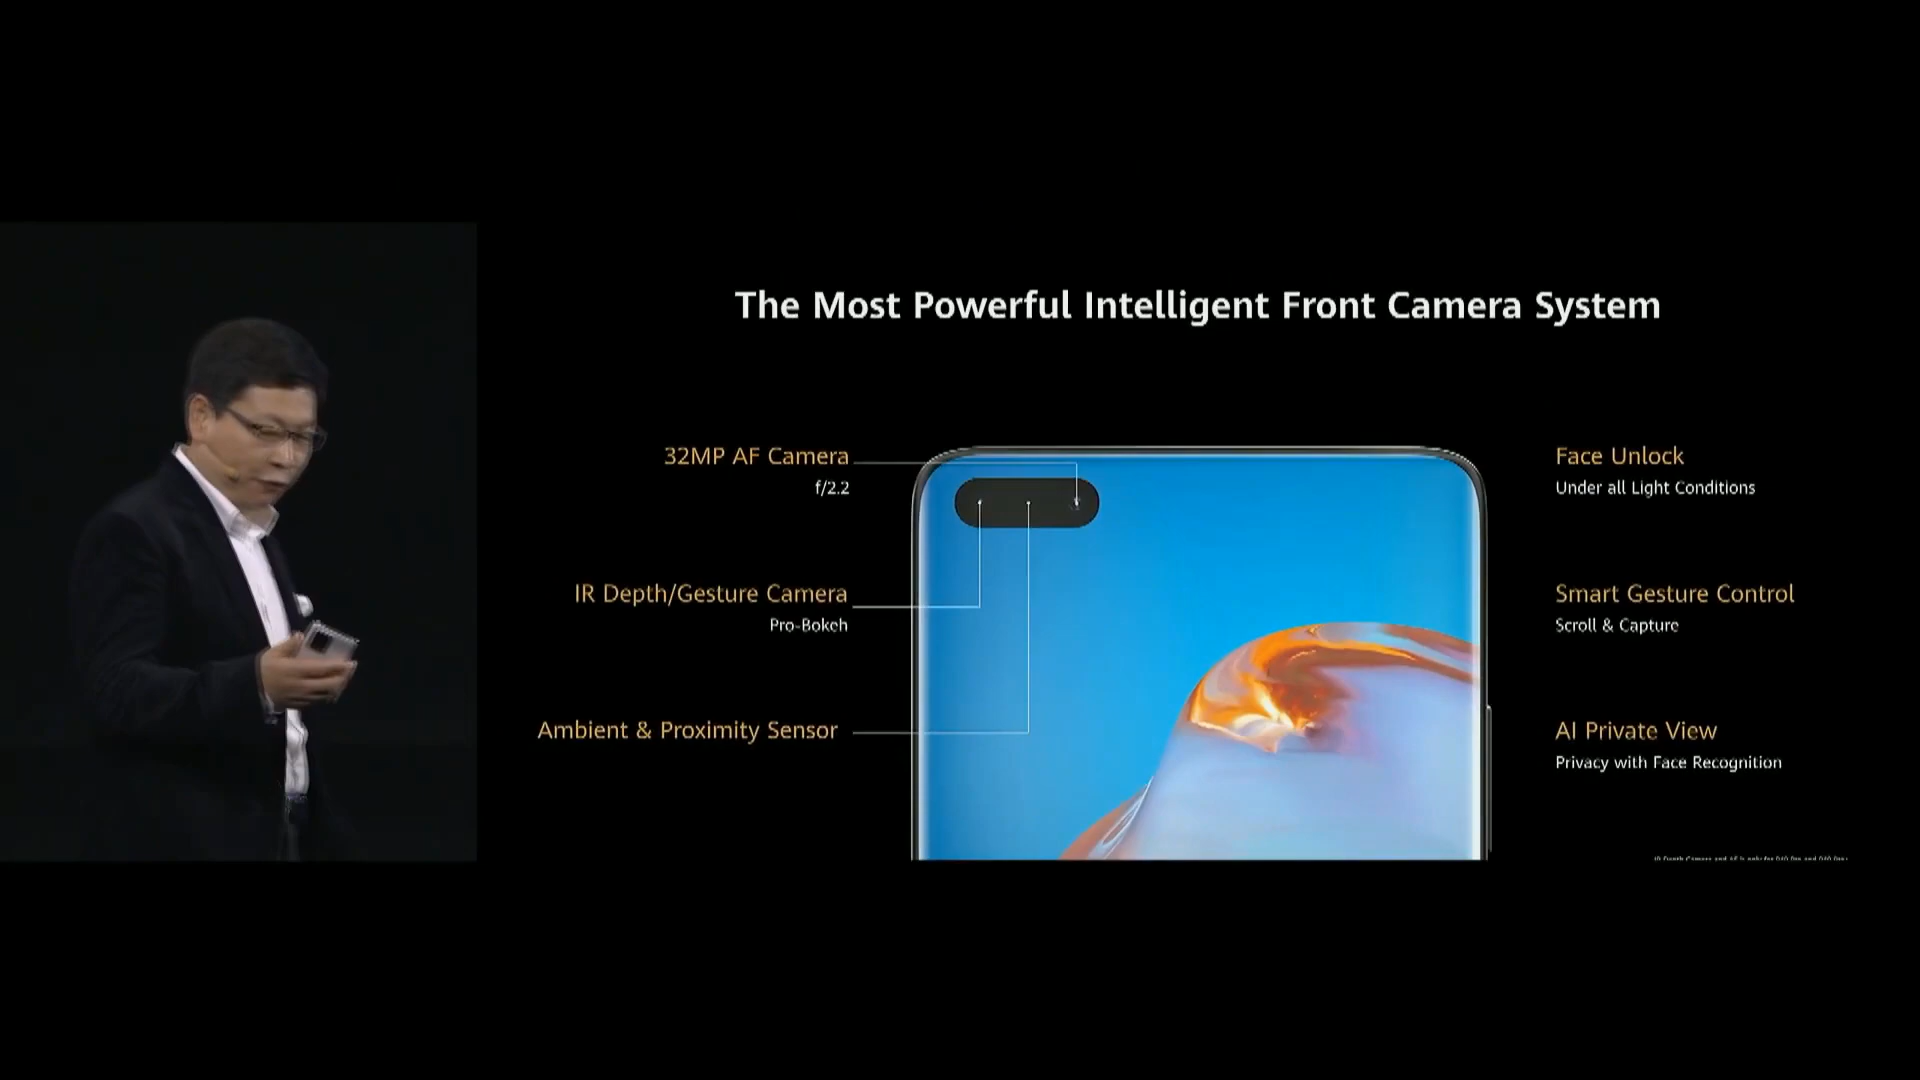 The Most Powerful Intelligent Front Camera System
32MP AF Camera
f/2.2
IR Depth/Gesture Camera
Pro-Bokeh
Ambient & Proximity Sensor
Face Unlock
Under all Light Conditions
Smart Gesture Control
Scroll & Capture
AI Private View
Privacy with Face Recognition